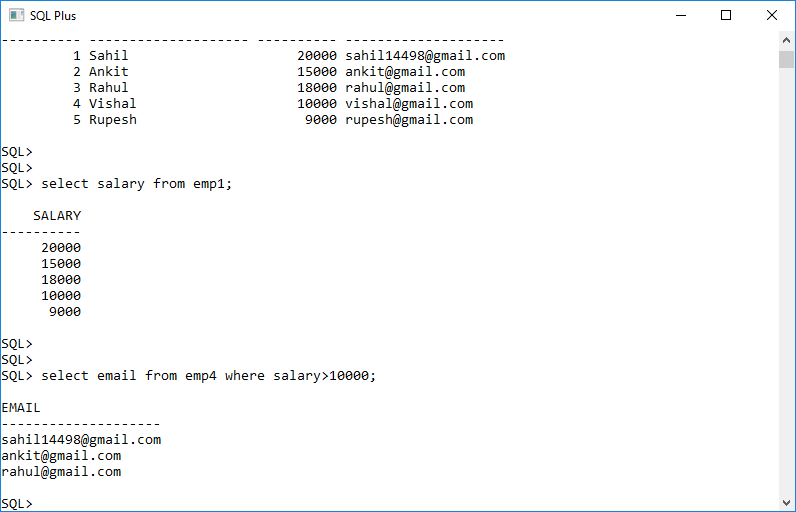 SQL Plus
---------- -------------------- ---------- --------------------
         1 Sahil                     20000 sahil14498@gmail.com
         2 Ankit                     15000 ankit@gmail.com
         3 Rahul                     18000 rahul@gmail.com
         4 Vishal                    10000 vishal@gmail.com
         5 Rupesh                     9000 rupesh@gmail.com
SQL>
SQL>
SQL> select salary from emp1;
    SALARY
----------
     20000
     15000
     18000
     10000
      9000
SQL>
SQL>
SQL> select email from emp4 where salary>10000;
EMAIL
--------------------
sahil14498@gmail.com
ankit@gmail.com
rahul@gmail.com
SQL>